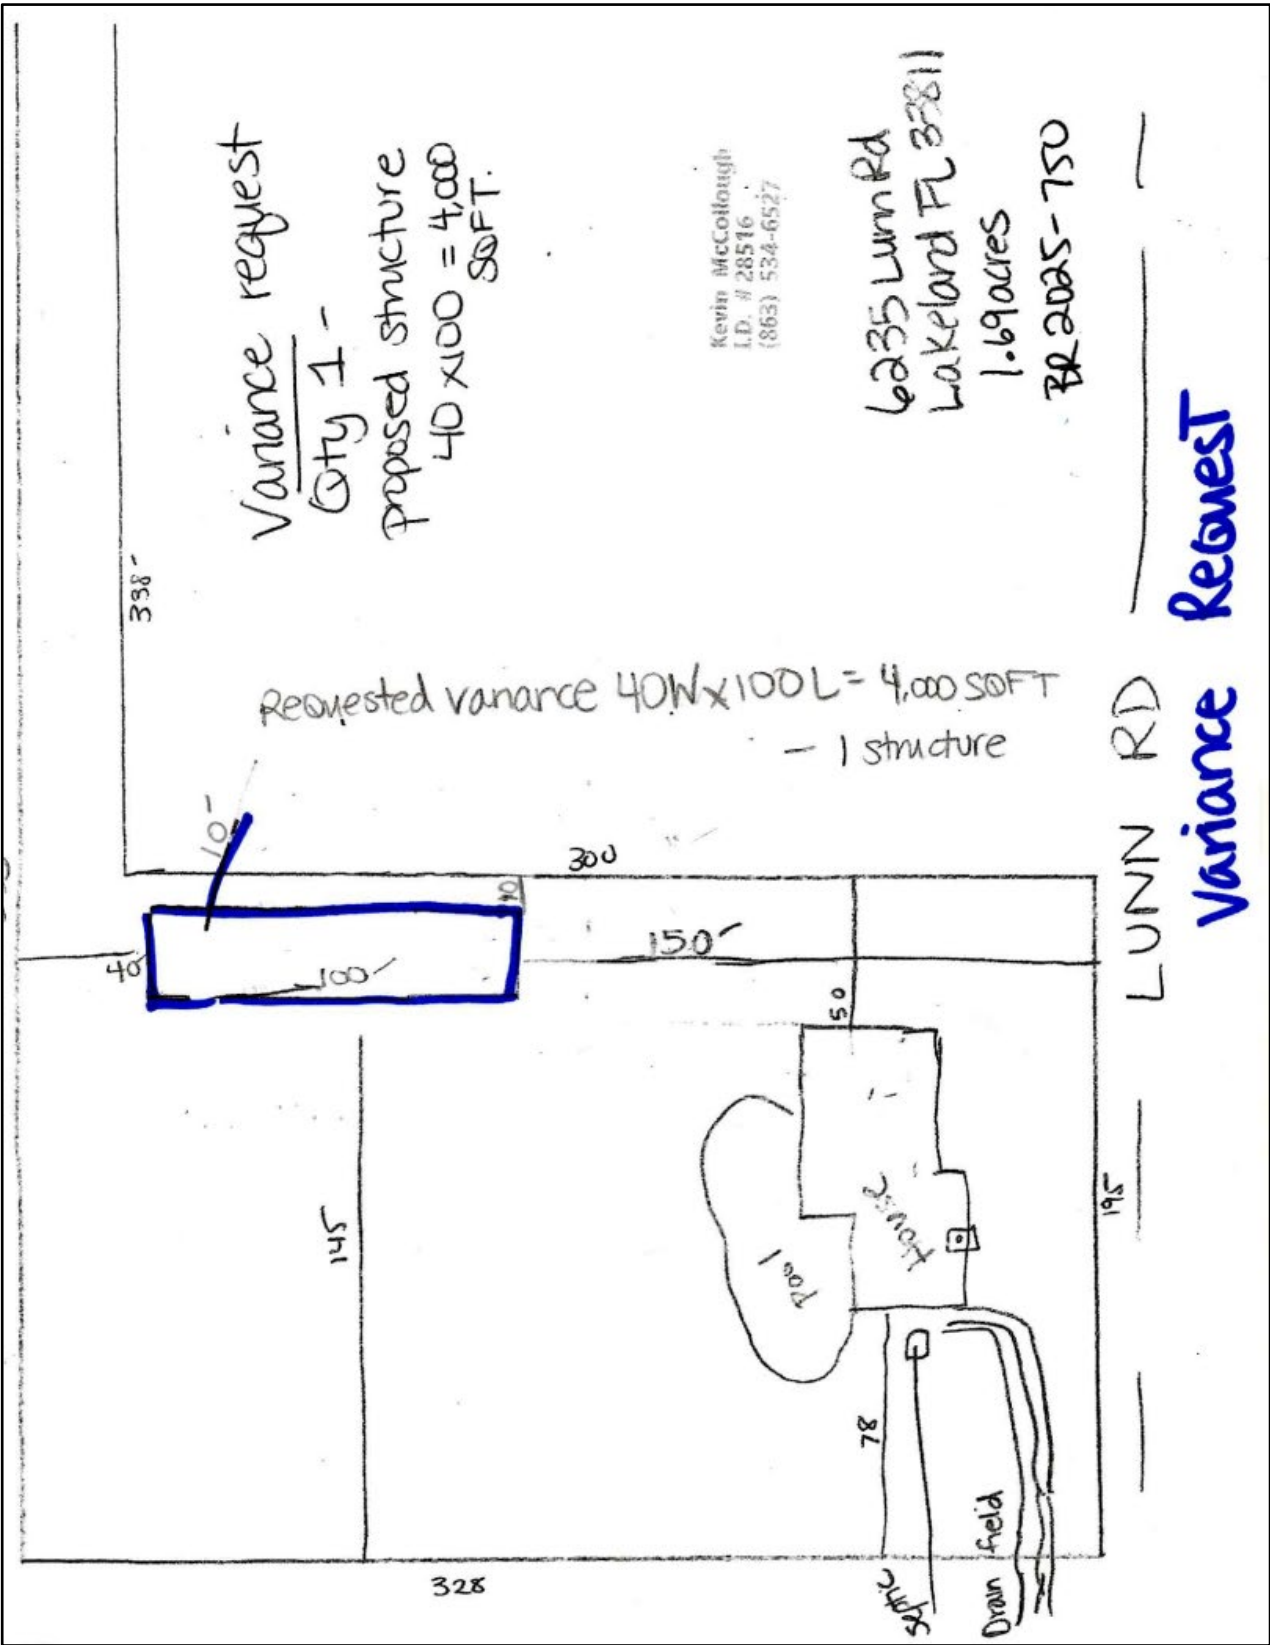 Variance request
Qty 1 -
proposed structure
40 x100 = 4,000
SQFT.
Kevin McCollough
I.D. # 28516
(863) 534-6527
6235 Lunn Rd
Lakeland FL 33811
1.69 acres
BR 2025-750
338-
Requested variance 40W x 100 L = 4,000 SQFT
- 1 structure
10-
300
40
40
100
150
50
145
Pool
House
195
78
328
septic
Drain field
LUNN RD
Variance Request